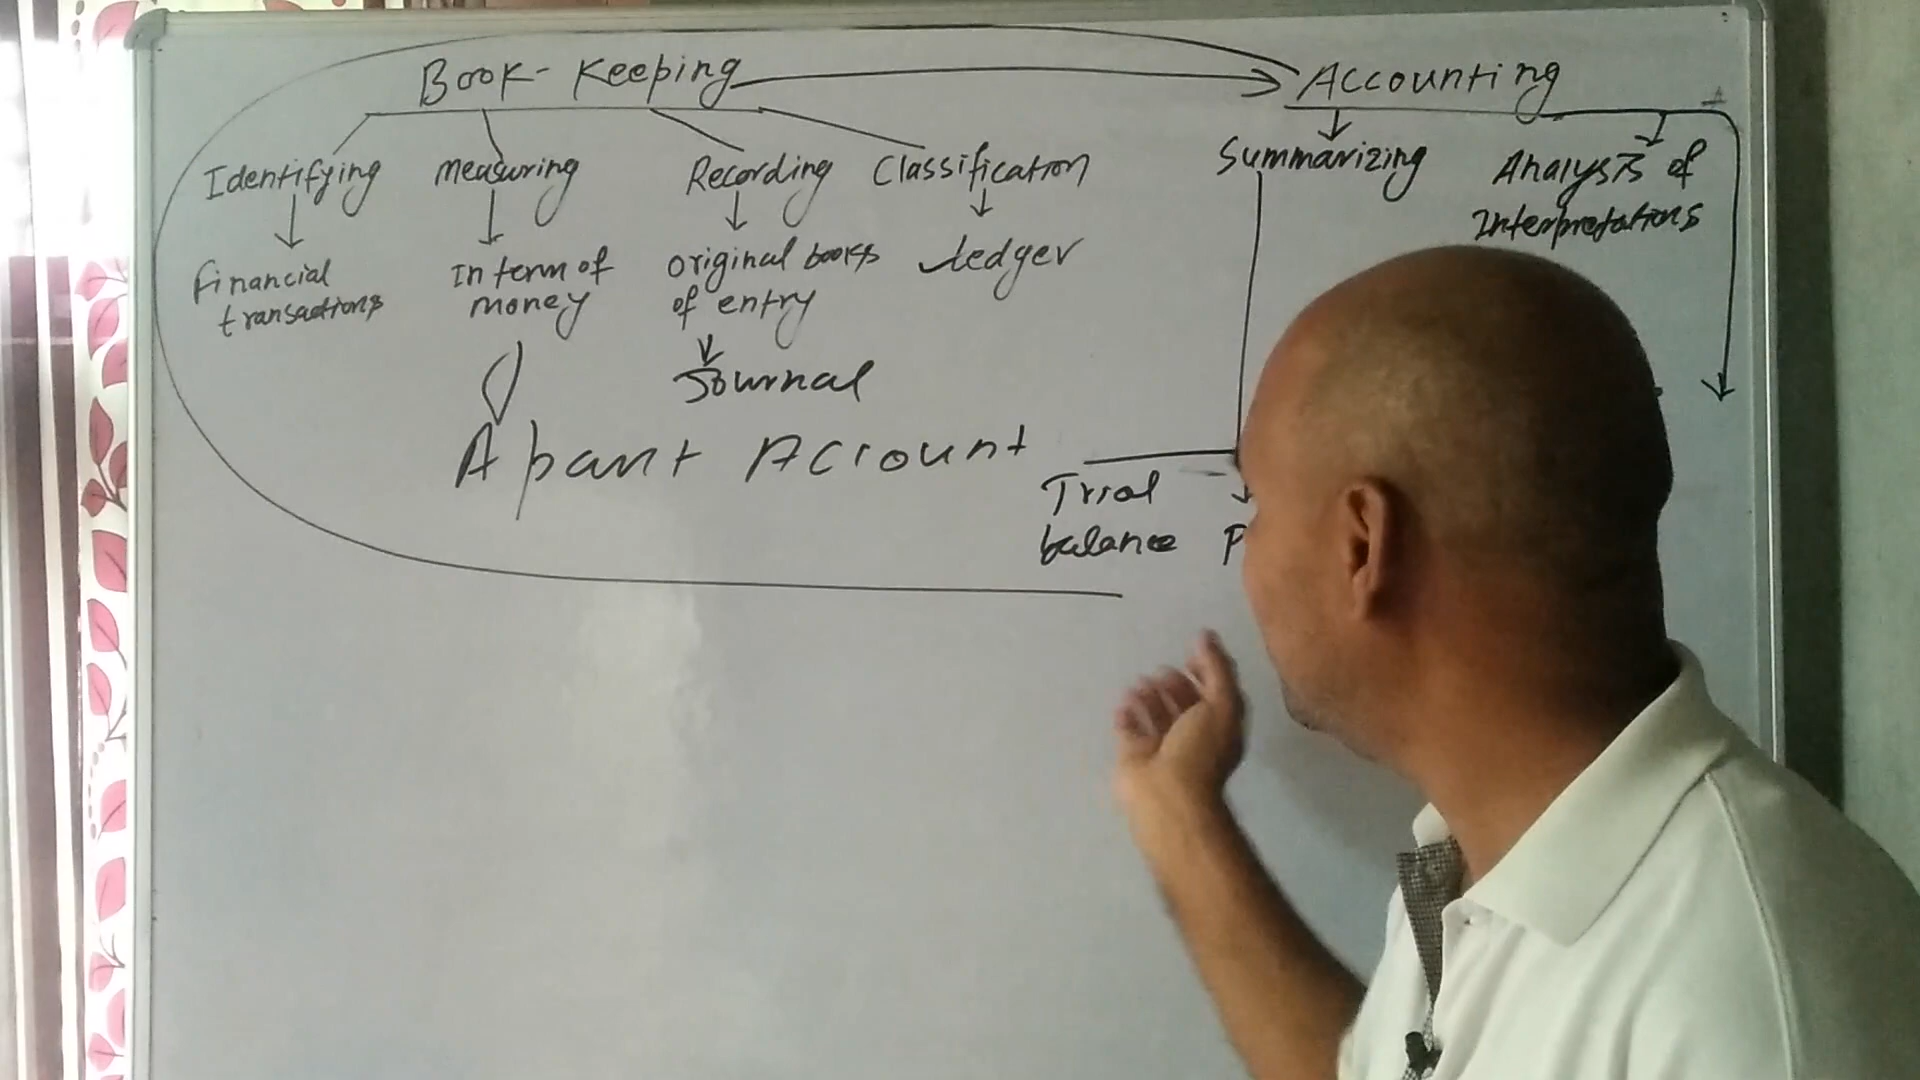 Book-Keeping
Accounting
Identifying
measuring
Recording
Classification
Summarizing
Analysis of
Interpretations
financial
transactions
In term of
money
original books
of entry
Ledger
Journal
A part Account
Trial
balance
P